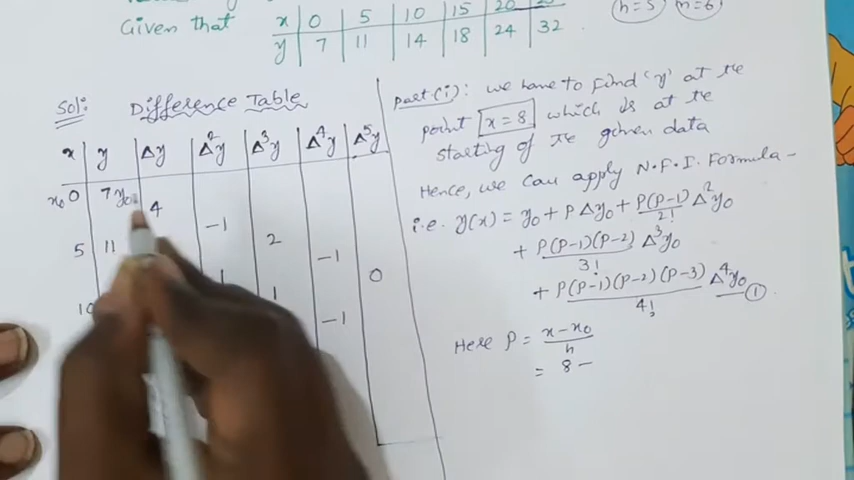 Given that
x 0 5 10 15 20
y 7 11 14 18 24 32
h=5 n=6
Sol: Difference Table
x y Δy Δ²y Δ³y Δ⁴y Δ⁵y
x₀ 0 7 y₀
4
-1
5 11 2
-1
0
10 1
-1
Part(i): we have to find 'y' at the
point x=8 which is at the
starting of the given data
Hence, we can apply N.F.I. Formula-
i.e. y(x) = y₀ + PΔy₀ + P(P-1)/2! Δ²y₀
+ P(P-1)(P-2)/3! Δ³y₀
+ P(P-1)(P-2)(P-3)/4! Δ⁴y₀ — ①
Here P = x-x₀/h
= 8-